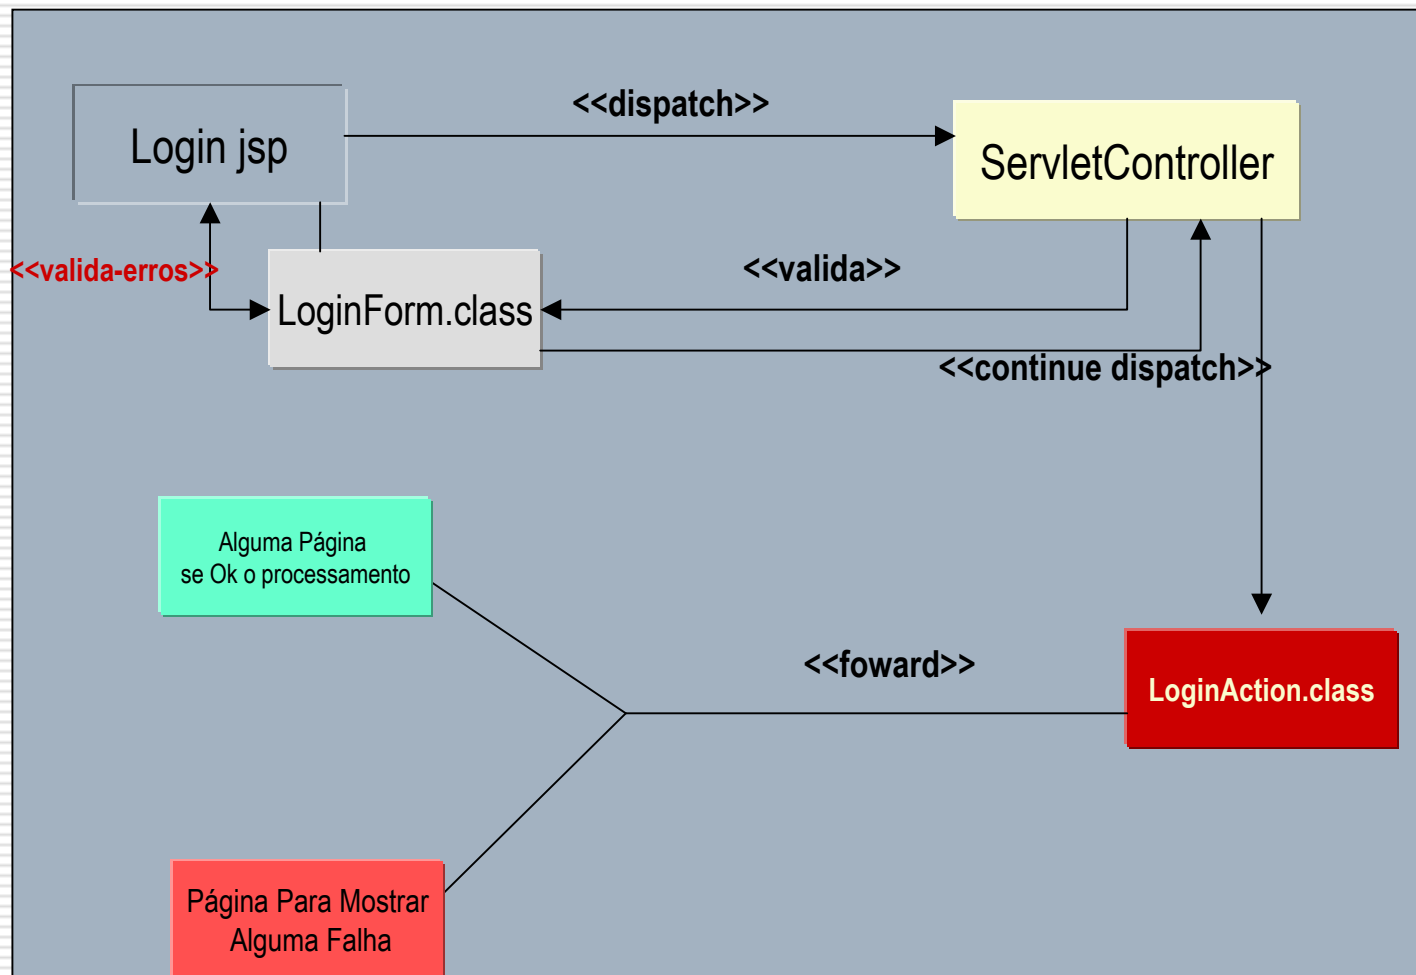 <<dispatch>>
Login jsp
ServletController
<<valida-erros>>
<<valida>>
LoginForm.class
<<continue dispatch>>
Alguma Página
se Ok o processamento
<<foward>>
LoginAction.class
Página Para Mostrar
Alguma Falha